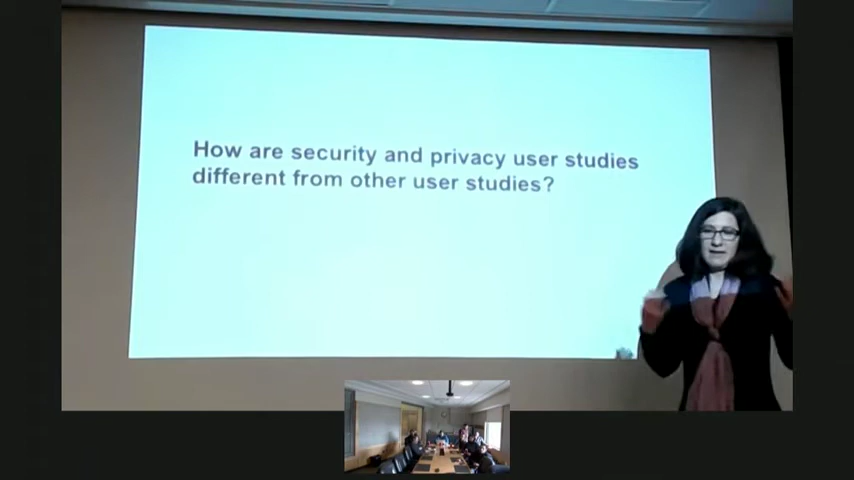 How are security and privacy user studies
different from other user studies?